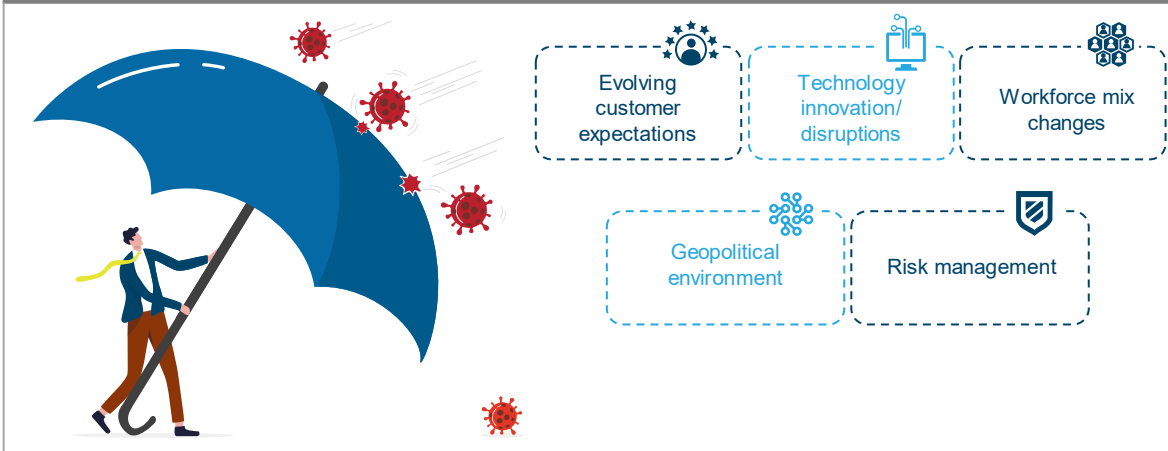 Evolving
customer
expectations
Technology
innovation/
disruptions
Workforce mix
changes
Geopolitical
environment
Risk management